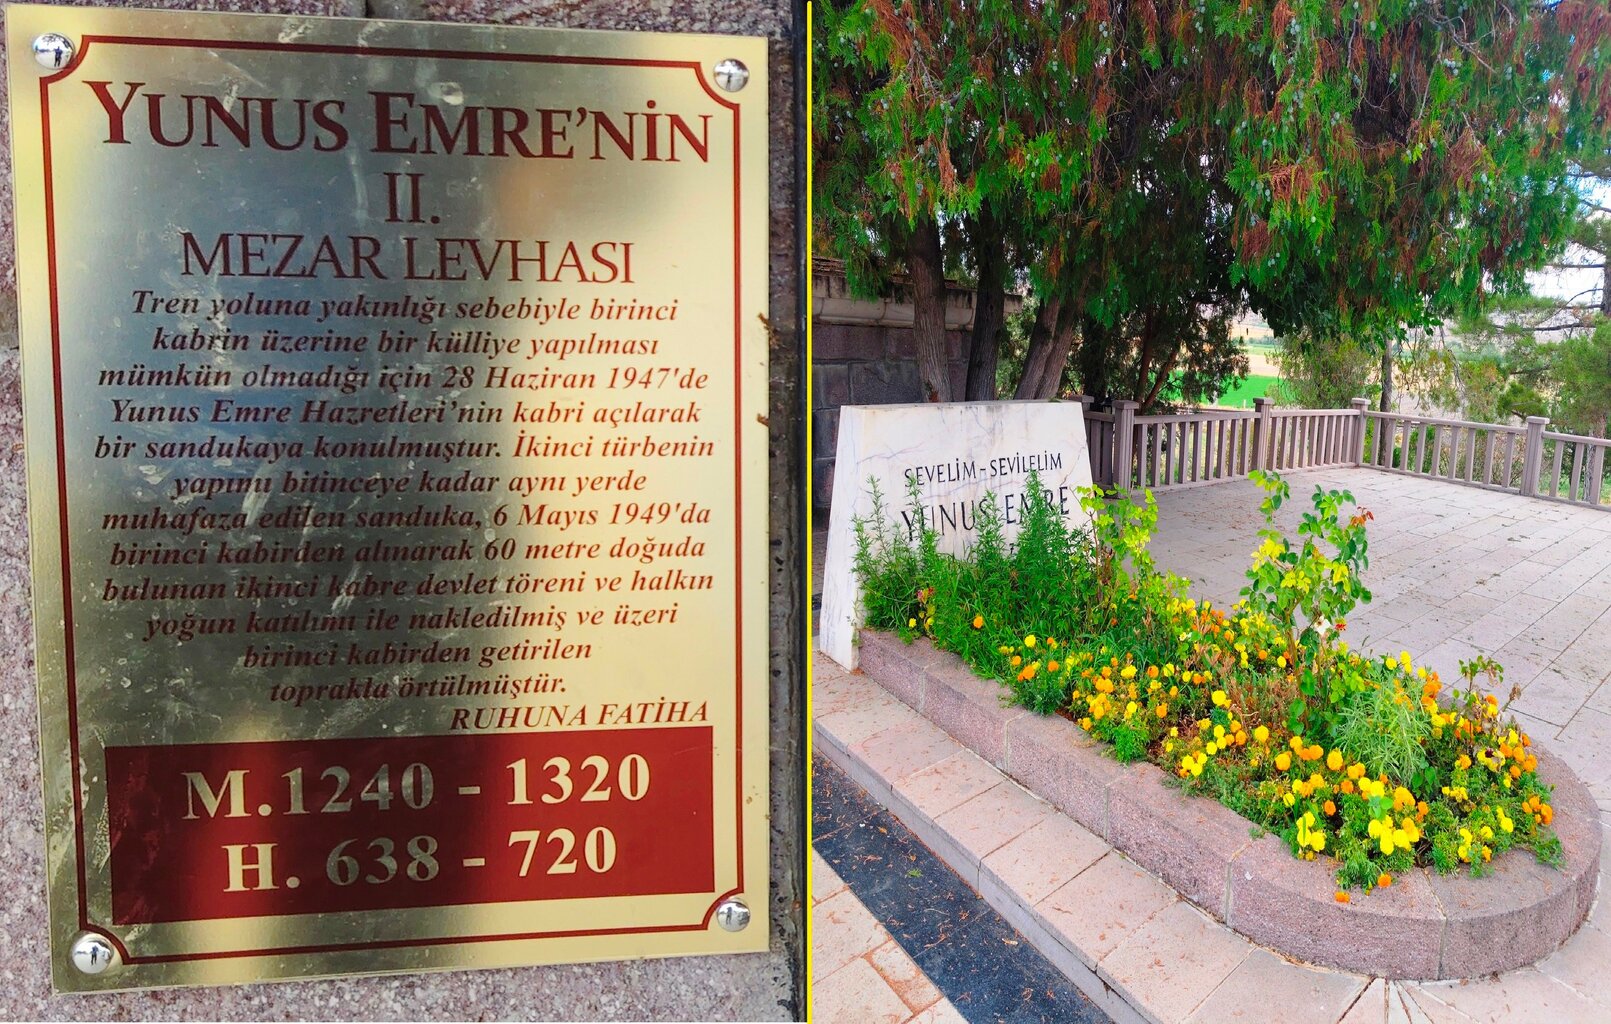 YUNUS EMRE'NİN
II.
MEZAR LEVHASI
Tren yoluna yakınlığı sebebiyle birinci
kabrin üzerine bir külliye yapılması
mümkün olmadığı için 28 Haziran 1947'de
Yunus Emre Hazretleri'nin kabri açılarak
bir sandukaya konulmuştur. İkinci türbenin
yapımı bitinceye kadar aynı yerde
muhafaza edilen sanduka, 6 Mayıs 1949'da
birinci kabirden alınarak 60 metre doğuda
bulunan ikinci kabre devlet töreni ve halkın
yoğun katılımı ile nakledilmiş ve üzeri
birinci kabirden getirilen
toprakla örtülmüştür.
RUHUNA FATİHA
M.1240 - 1320
H. 638 - 720
SEVELİM - SEVİLELİM
YUNUS EMRE